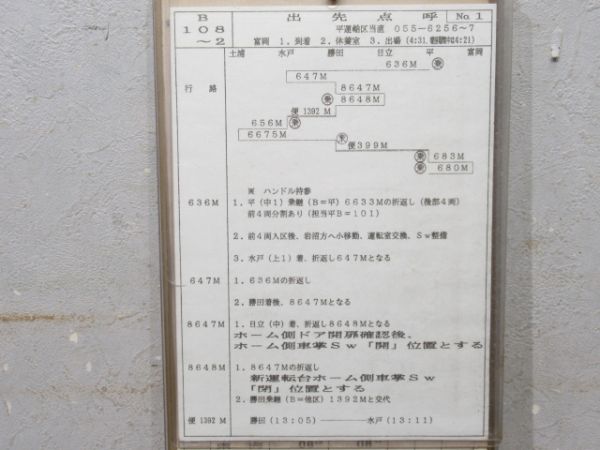 B 出先点呼 No 1
108 ～2 平運輸区当直 055-6256～7
富岡 1．到着 2．休養室 3．出場 (4:31.
土浦 水戸 勝田 日立 平 富岡
636M
647M
行路 8647M
8648M
便 1392 M
656M
6675M
便399M
683M
680M
ハンドル持参
636M 1．平(中1)乗継(B=平)6633Mの折返し(後部4両)
前4両分割あり(担当平B=101)
2．前4両入区後、岩沼方へ小移動、運転室交換、Sw整備
3．水戸(上1)着、折返し647Mとなる
647M 1．636Mの折返し
2．勝田着後、8647Mとなる
8647M 1．日立(中)着、折返し8648Mとなる
ホーム側ドア開扉確認後、
ホーム側車掌Sw「開」位置とする
8648M 1．8647Mの折返し
新運転台ホーム側車掌Sw
「閉」位置とする
2．勝田乗継(B=他区)1392Mと交代
便 1392 M 勝田(13:05)――――水戸(13:11)